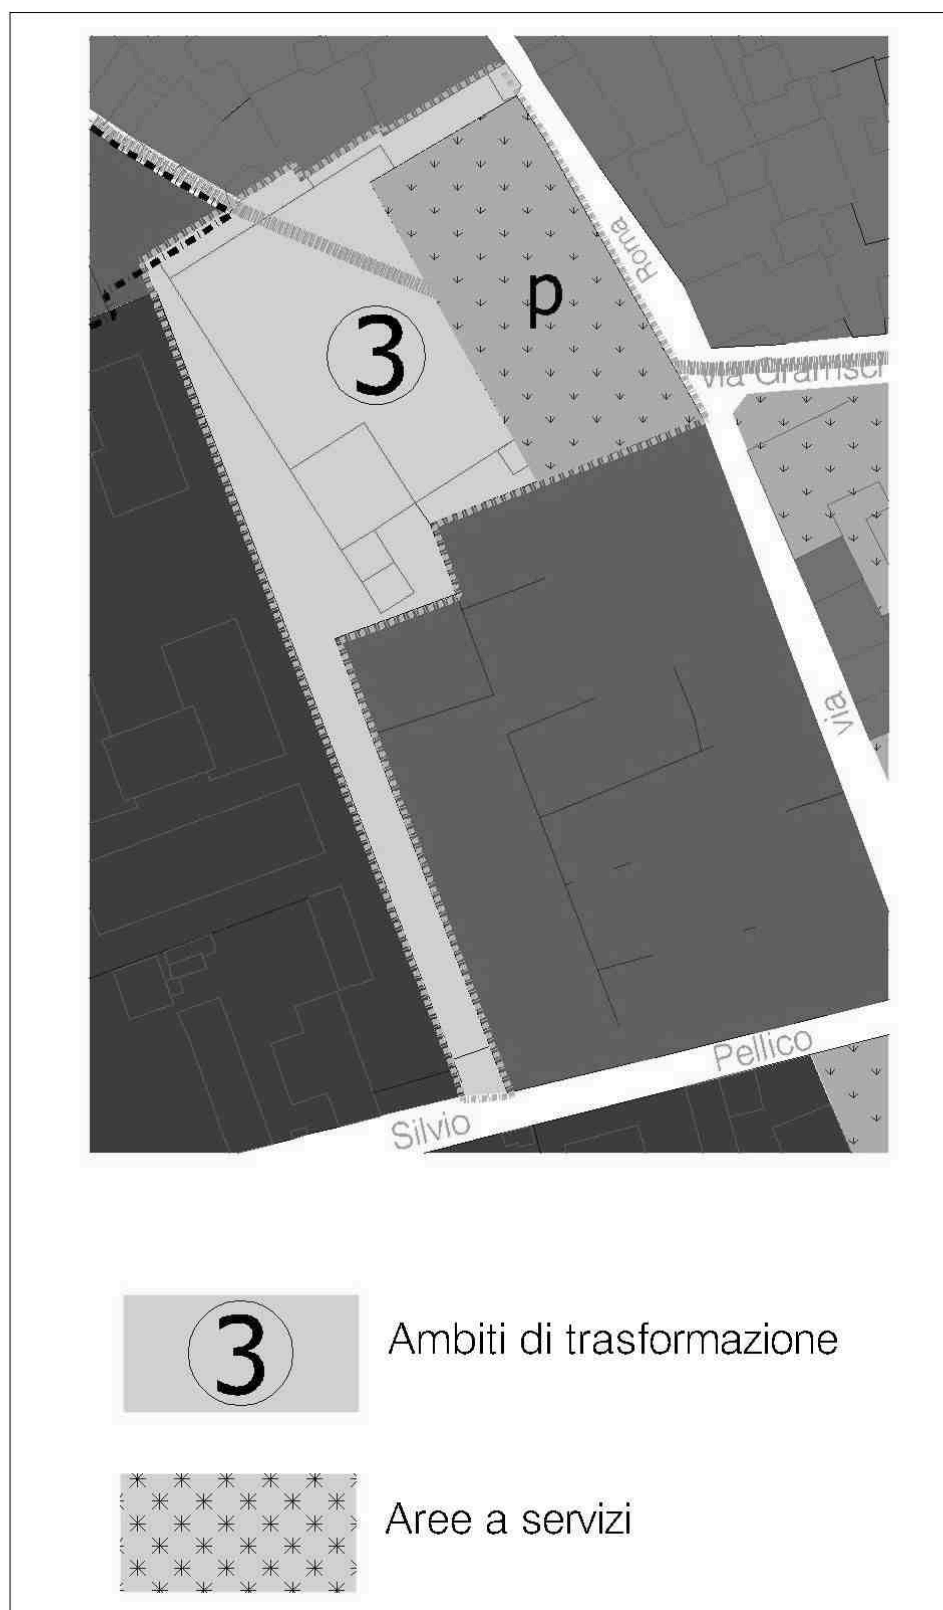 Roma
p
3
via Gramsci
via
Pellico
Silvio
3
Ambiti di trasformazione
Aree a servizi